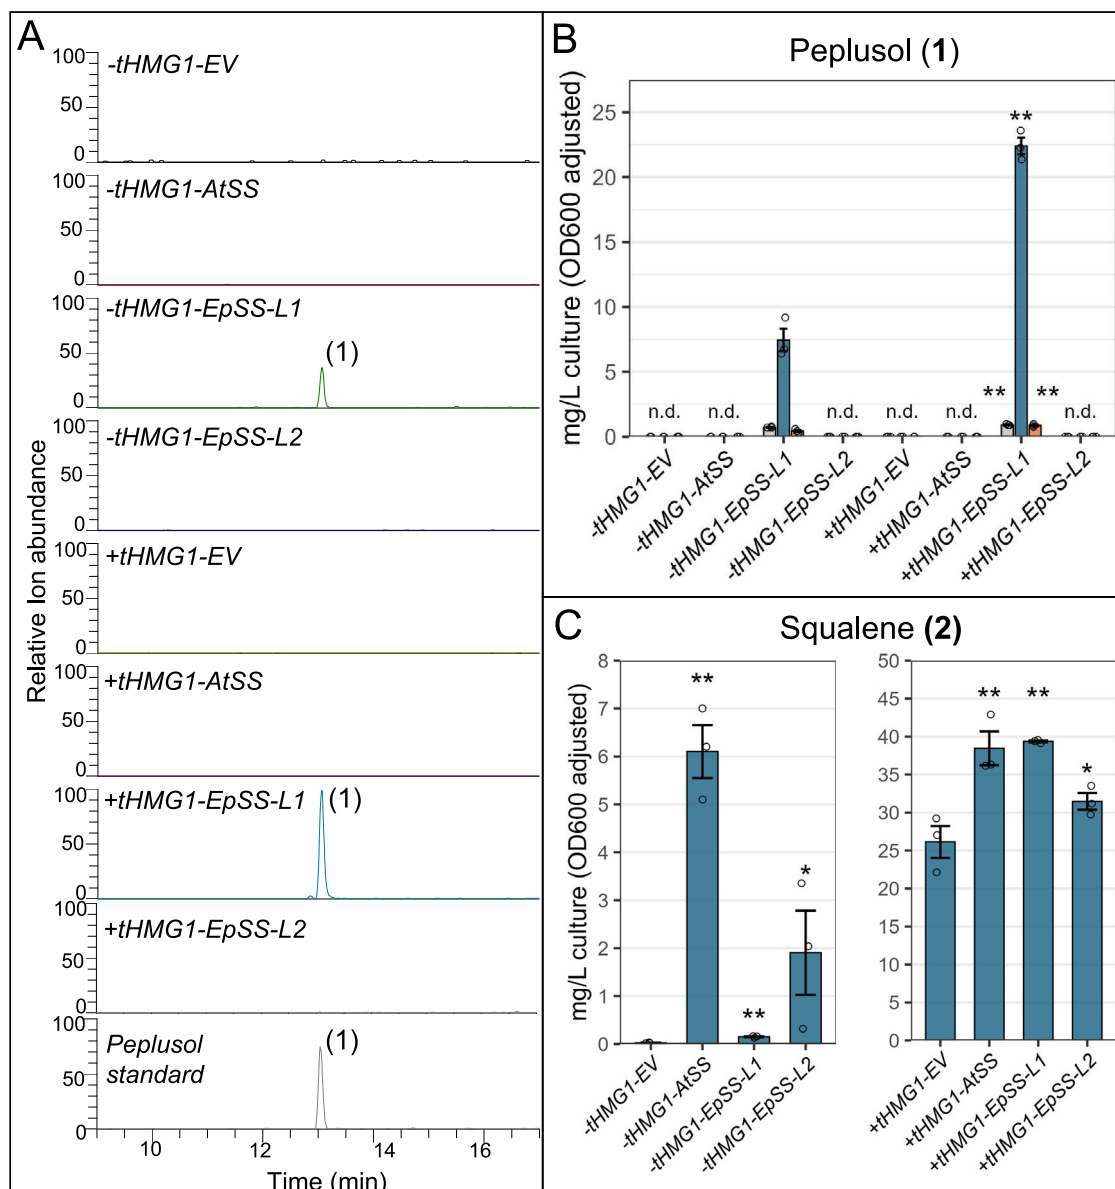 A
Relative Ion abundance
100
50
0
-tHMG1-EV
100
50
0
-tHMG1-AtSS
100
50
0
-tHMG1-EpSS-L1
(1)
100
50
0
-tHMG1-EpSS-L2
100
50
0
+tHMG1-EV
100
50
0
+tHMG1-AtSS
100
50
0
+tHMG1-EpSS-L1
(1)
100
50
0
+tHMG1-EpSS-L2
100
50
0
Peplusol
standard
(1)
10 12 14 16
Time (min)
B
Peplusol (1)
mg/L culture (OD600 adjusted)
25
20
15
10
5
0
n.d. n.d. n.d. n.d. n.d. ** ** ** n.d.
-tHMG1-EV
-tHMG1-AtSS
-tHMG1-EpSS-L1
-tHMG1-EpSS-L2
+tHMG1-EV
+tHMG1-AtSS
+tHMG1-EpSS-L1
+tHMG1-EpSS-L2
C
Squalene (2)
mg/L culture (OD600 adjusted)
8
7
6
5
4
3
2
1
0
** ** *
-tHMG1-EV
-tHMG1-AtSS
-tHMG1-EpSS-L1
-tHMG1-EpSS-L2
50
45
40
35
30
25
20
15
10
5
0
** ** *
+tHMG1-EV
+tHMG1-AtSS
+tHMG1-EpSS-L1
+tHMG1-EpSS-L2